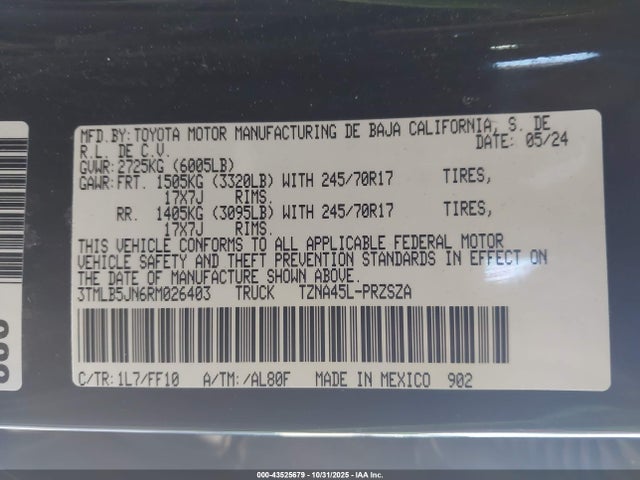 MFD.BY:TOYOTA MOTOR MANUFACTURING DE BAJA CALIFORNIA, S. DE
R.L. DE C.V. DATE: 05/24
GVWR:2725KG (6005LB)
GAWR:FRT. 1505KG (3320LB) WITH 245/70R17 TIRES,
17X7J RIMS.
RR. 1405KG (3095LB) WITH 245/70R17 TIRES,
17X7J RIMS.
THIS VEHICLE CONFORMS TO ALL APPLICABLE FEDERAL MOTOR
VEHICLE SAFETY AND THEFT PREVENTION STANDARDS IN EFFECT ON
THE DATE OF MANUFACTURE SHOWN ABOVE.
3TMLB5JN6RM026403 TRUCK TZNA45L-PRZSZA
C/TR:1L7/FF10 A/TM:/AL80F MADE IN MEXICO 902
000-43525679 - 10/31/2025 - IAA Inc.